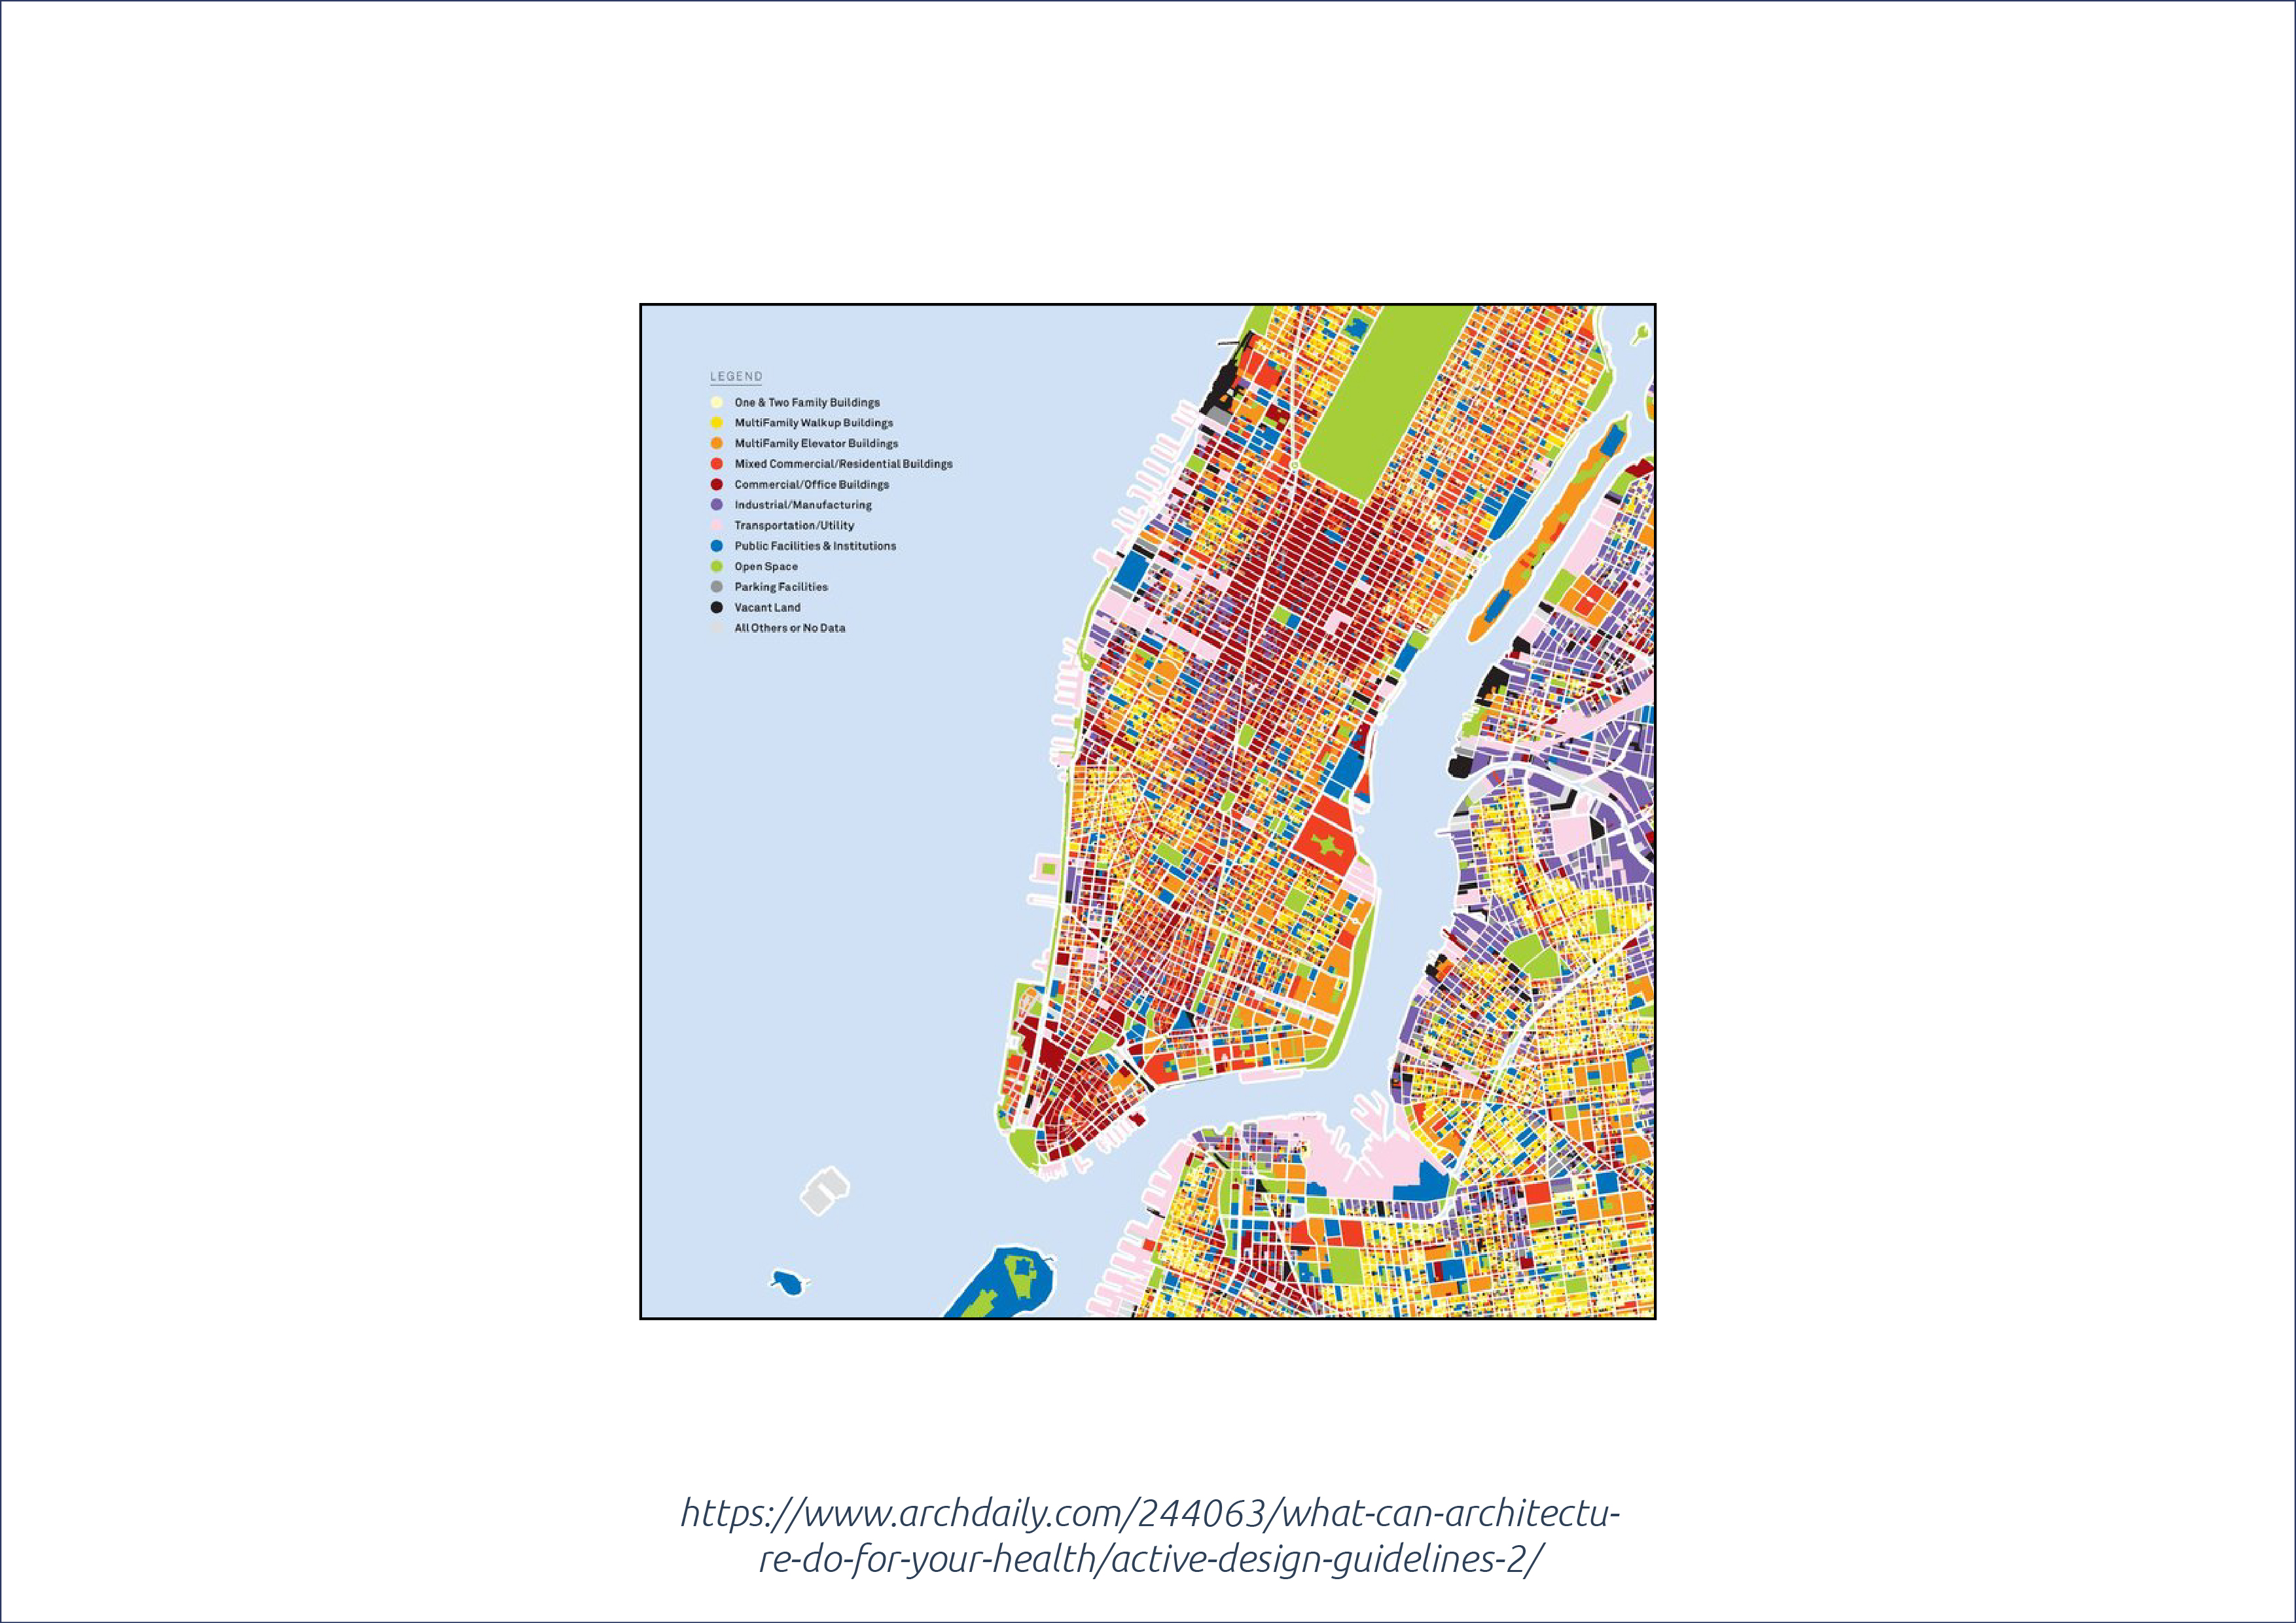 LEGEND
One & Two Family Buildings
MultiFamily Walkup Buildings
MultiFamily Elevator Buildings
Mixed Commercial/Residential Buildings
Commercial/Office Buildings
Industrial/Manufacturing
Transportation/Utility
Public Facilities & Institutions
Open Space
Parking Facilities
Vacant Land
All Others or No Data
https://www.archdaily.com/244063/what-can-architectu-
re-do-for-your-health/active-design-guidelines-2/